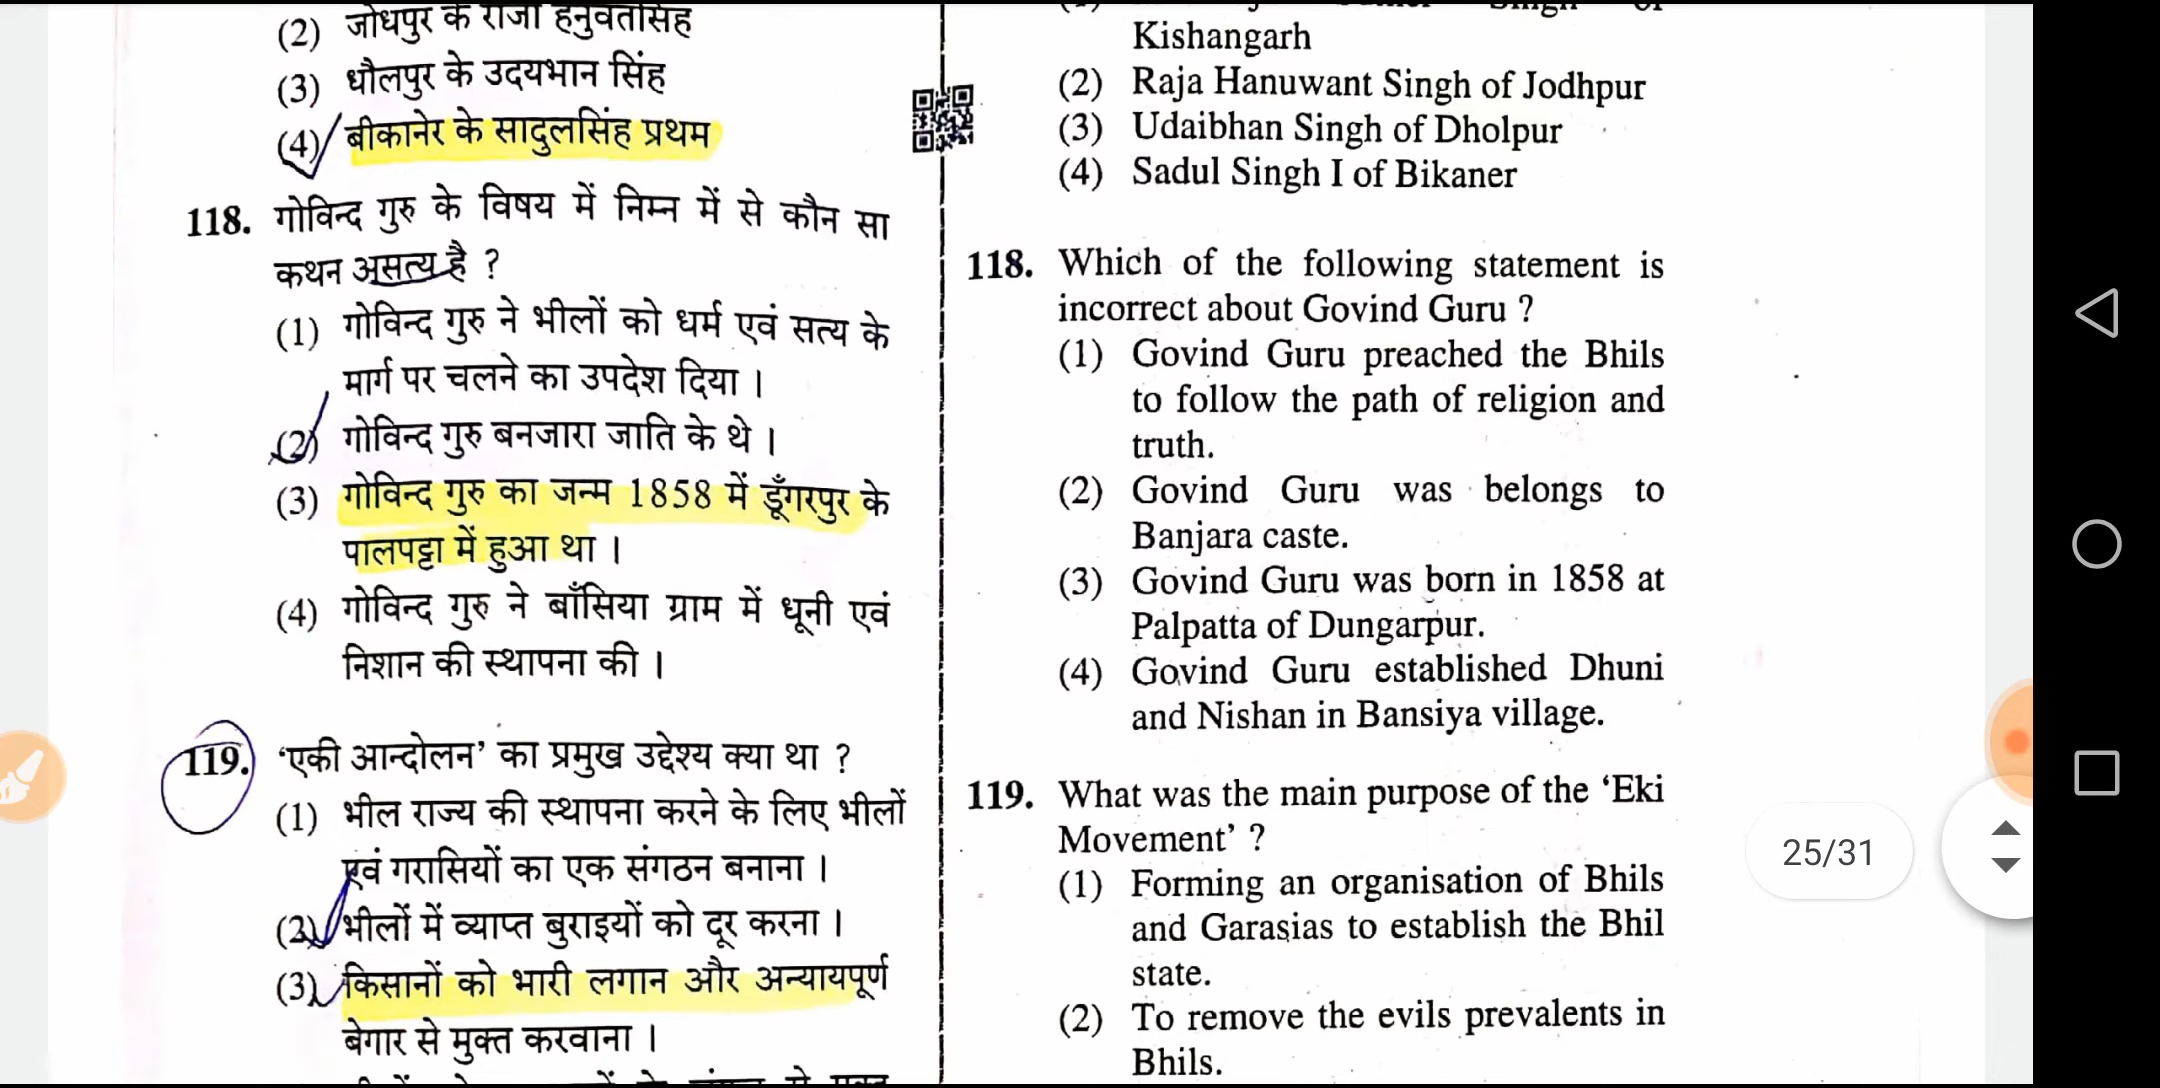 (2) जोधपुर के राजा हनुवंतसिंह
(3) धौलपुर के उदयभान सिंह
(4) बीकानेर के सादुलसिंह प्रथम
118. गोविन्द गुरु के विषय में निम्न में से कौन सा
कथन असत्य है ?
(1) गोविन्द गुरु ने भीलों को धर्म एवं सत्य के
मार्ग पर चलने का उपदेश दिया ।
(2) गोविन्द गुरु बनजारा जाति के थे ।
(3) गोविन्द गुरु का जन्म 1858 में डूँगरपुर के
पालपट्टा में हुआ था ।
(4) गोविन्द गुरु ने बाँसिया ग्राम में धूनी एवं
निशान की स्थापना की ।
119. ‘एकी आन्दोलन’ का प्रमुख उद्देश्य क्या था ?
(1) भील राज्य की स्थापना करने के लिए भीलों
एवं गरासियों का एक संगठन बनाना ।
(2) भीलों में व्याप्त बुराइयों को दूर करना ।
(3) किसानों को भारी लगान और अन्यायपूर्ण
बेगार से मुक्त करवाना ।
Singh of
Kishangarh
(2) Raja Hanuwant Singh of Jodhpur
(3) Udaibhan Singh of Dholpur
(4) Sadul Singh I of Bikaner
118. Which of the following statement is
incorrect about Govind Guru ?
(1) Govind Guru preached the Bhils
to follow the path of religion and
truth.
(2) Govind Guru was belongs to
Banjara caste.
(3) Govind Guru was born in 1858 at
Palpatta of Dungarpur.
(4) Govind Guru established Dhuni
and Nishan in Bansiya village.
119. What was the main purpose of the ‘Eki
Movement’ ?
(1) Forming an organisation of Bhils
and Garasias to establish the Bhil
state.
(2) To remove the evils prevalents in
Bhils.
25/31